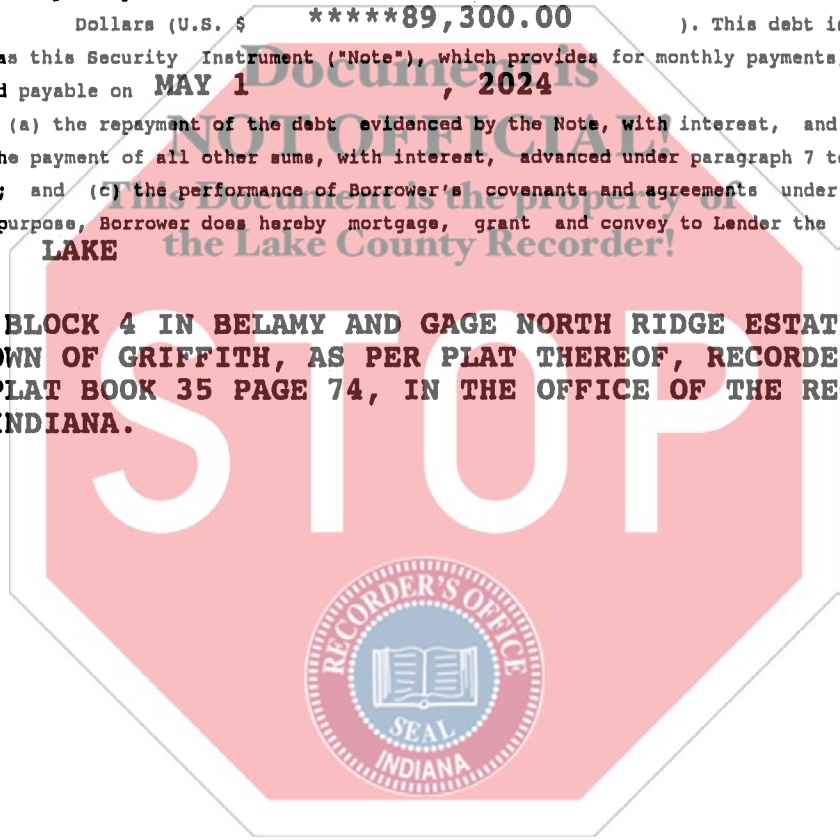 Dollars (U.S. $ *****89,300.00 ). This debt i
as this Security Instrument ("Note"), which provides for monthly payments,
d payable on MAY 1 , 2024
(a) the repayment of the debt evidenced by the Note, with interest, and
he payment of all other sums, with interest, advanced under paragraph 7 t
; and (c) the performance of Borrower's covenants and agreements under
purpose, Borrower does hereby mortgage, grant and convey to Lender the
LAKE
BLOCK 4 IN BELAMY AND GAGE NORTH RIDGE ESTAT
OWN OF GRIFFITH, AS PER PLAT THEREOF, RECORDE
PLAT BOOK 35 PAGE 74, IN THE OFFICE OF THE RE
INDIANA.
Document is
NOT OFFICIAL!
This Document is the property of
the Lake County Recorder!
STOP
RECORDER'S OFFICE
SEAL
INDIANA